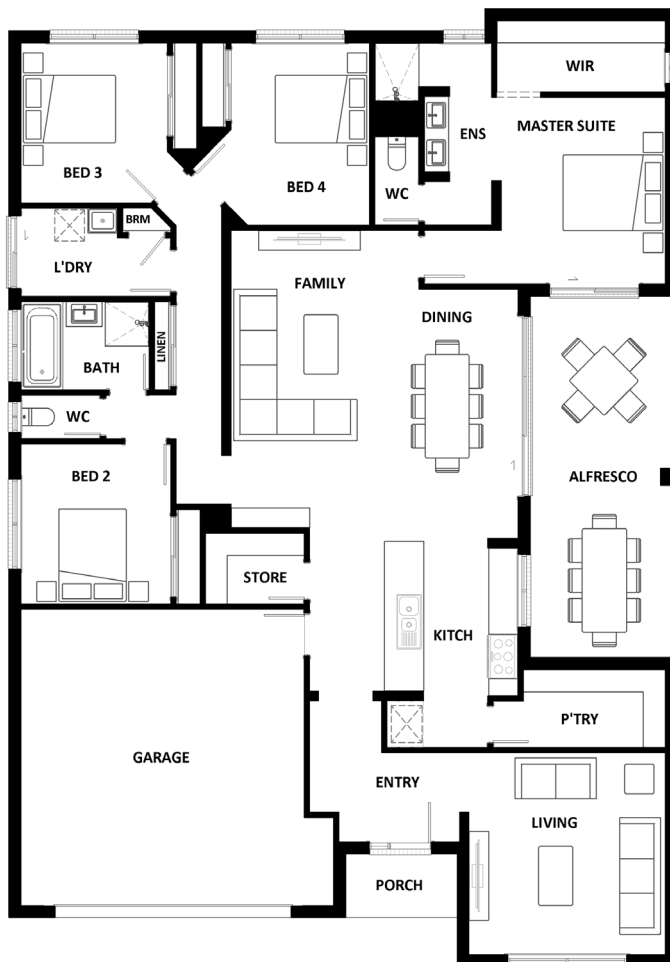 WIR
MASTER SUITE
ENS
BED 3
BED 4
WC
BRM
L'DRY
FAMILY
DINING
LINEN
BATH
WC
BED 2
ALFRESCO
STORE
KITCH
P'TRY
GARAGE
ENTRY
LIVING
PORCH